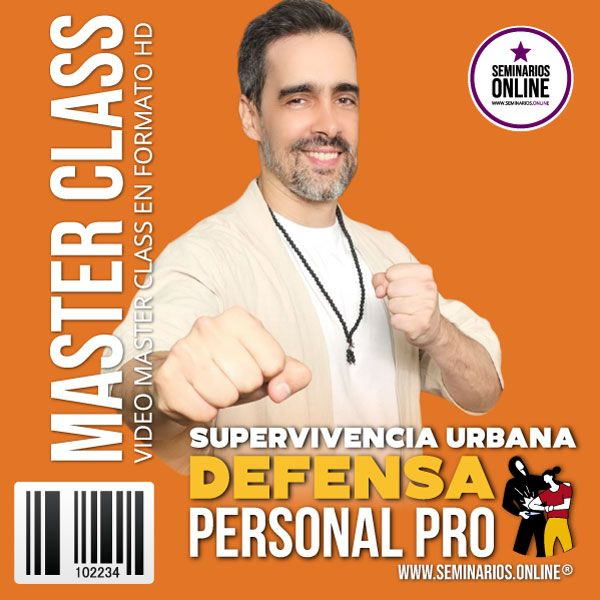 MASTER CLASS
VIDEO MASTER CLASS EN FORMATO HD
SEMINARIOS
ONLINE
WWW.SEMINARIOS.ONLINE
SUPERVIVENCIA URBANA
DEFENSA
PERSONAL PRO
WWW.SEMINARIOS.ONLINE®
102234